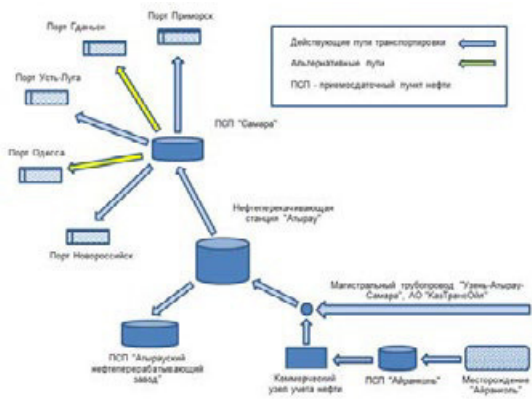 Порт Гданьск
Порт Приморск
Порт Усть-Луга
Порт Одесса
Порт Новороссийск
ПСП "Самара"
Действующие пути транспортировки
Альтернативные пути
ПСП - приемосдаточный пункт нефти
Нефтеперекачивающая
станция "Атырау"
Магистральный трубопровод "Узень-Атырау-
Самара", АО "КазТрансОйл"
ПСП "Атырауский
нефтеперерабатывающий
завод"
Коммерческий
узел учета нефти
ПСП "Айранколь"
Месторождение
"Айранколь"